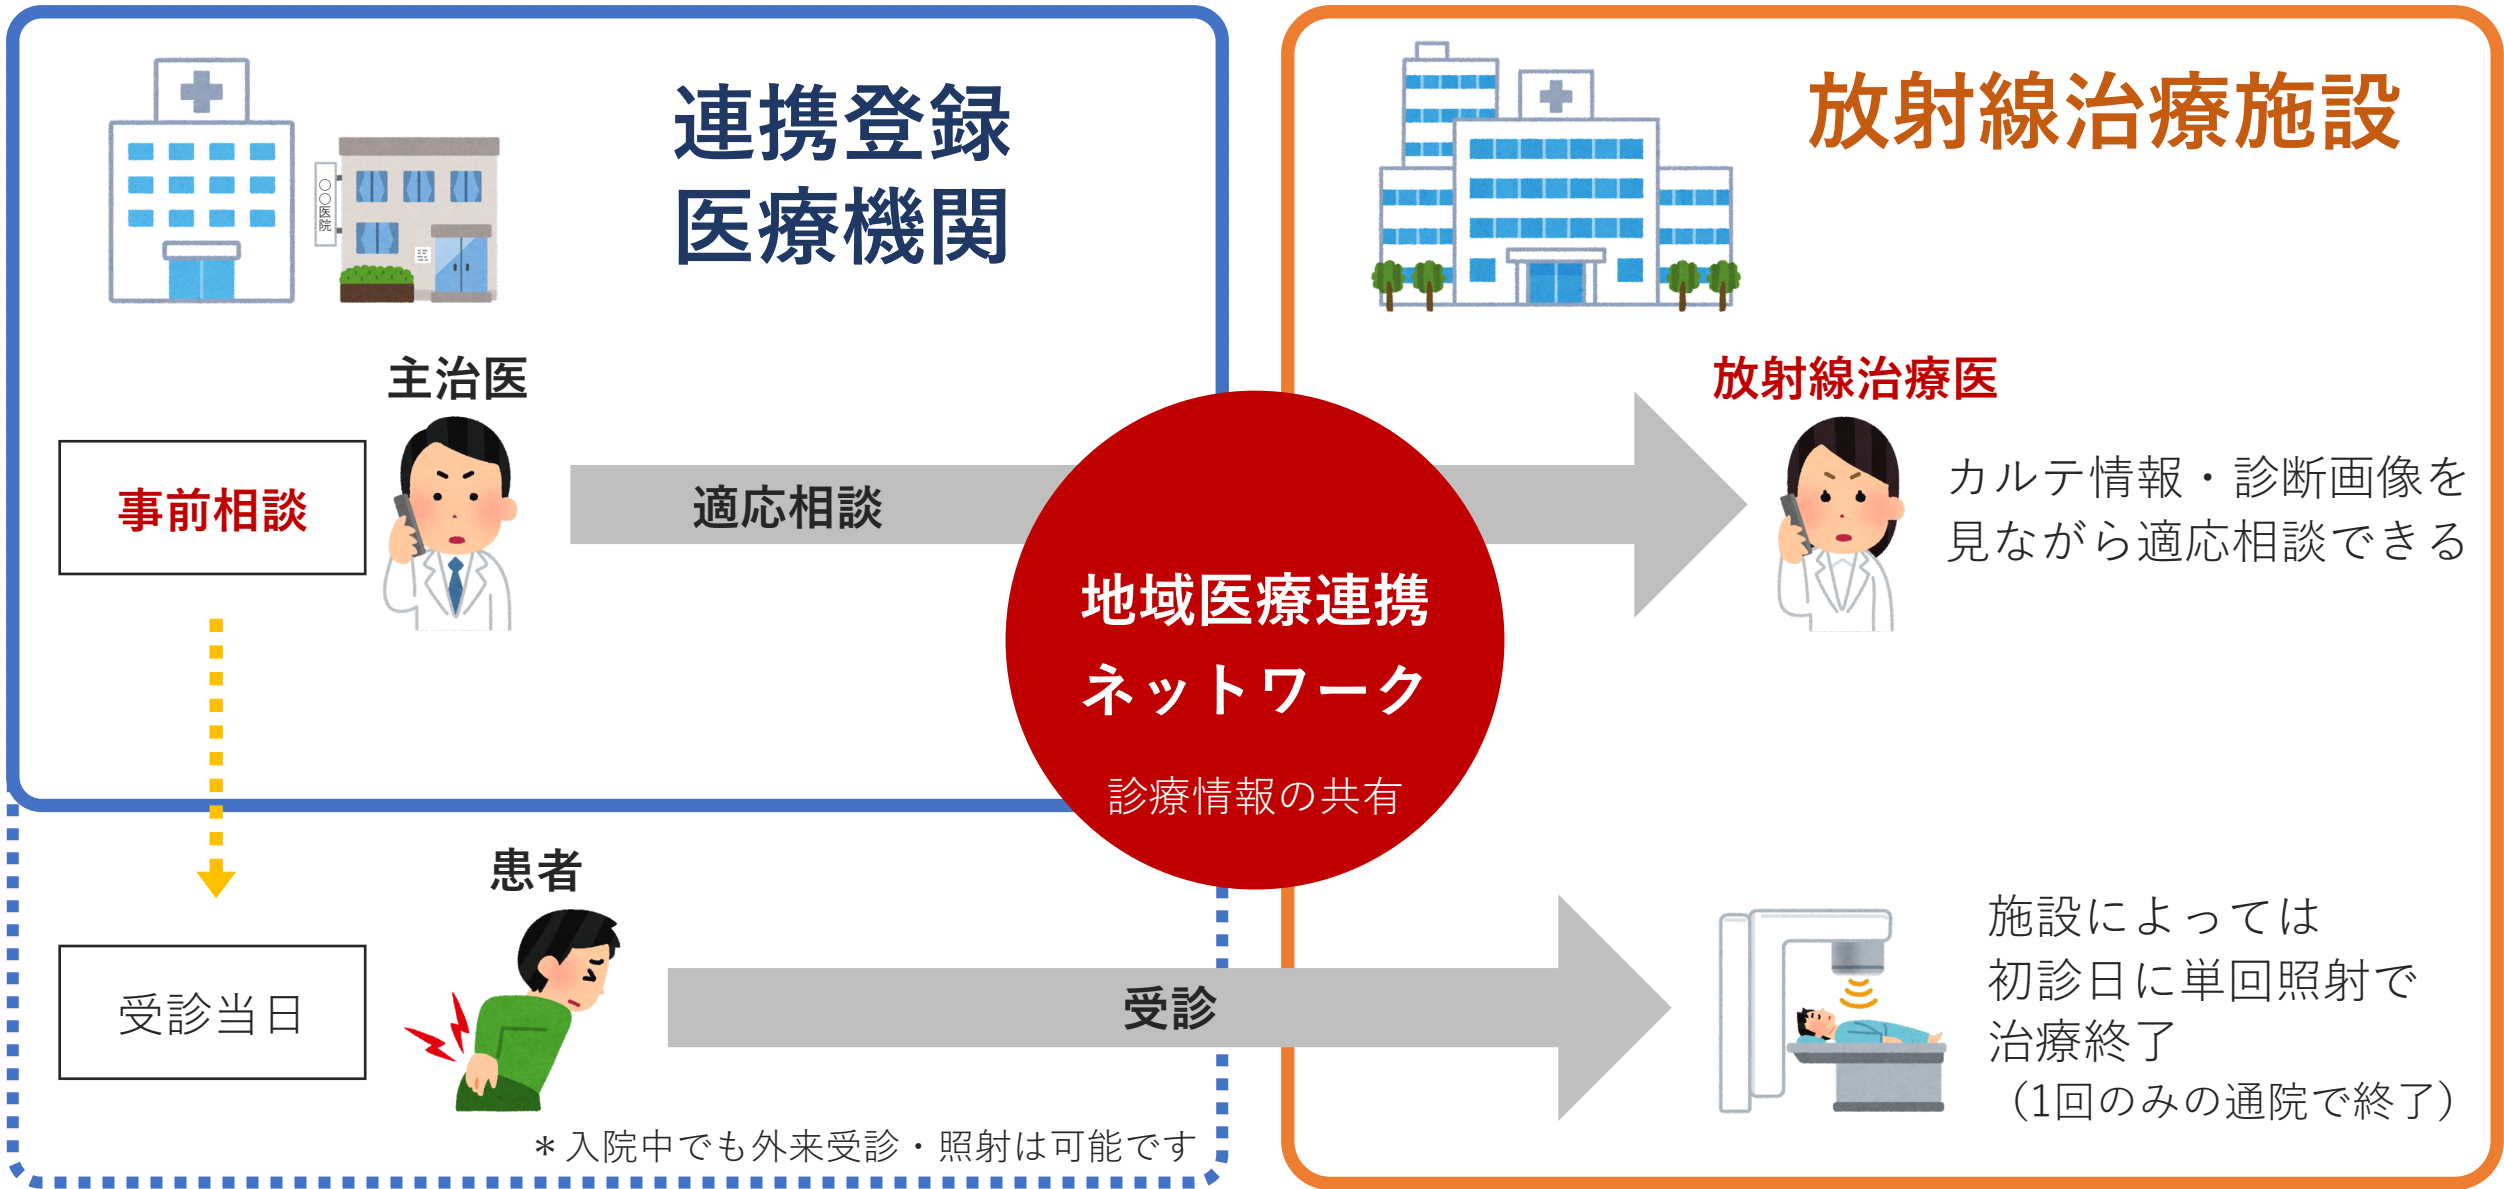 連携登録
医療機関
〇〇医院
主治医
事前相談
適応相談
地域医療連携
ネットワーク
診療情報の共有
放射線治療施設
放射線治療医
カルテ情報・診断画像を
見ながら適応相談できる
患者
受診当日
受診
＊入院中でも外来受診・照射は可能です
施設によっては
初診日に単回照射で
治療終了
（1回のみの通院で終了）